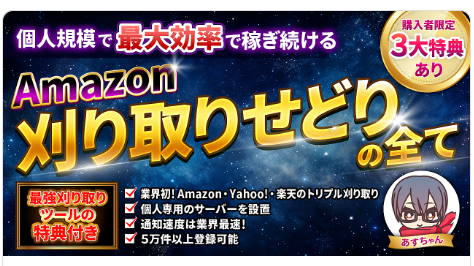 個人規模で最大効率で稼ぎ続ける
購入者限定
3大特典
あり
Amazon
刈り取りせどり
の全て
最強刈り取り
ツールの
特典付き
業界初!Amazon・Yahoo!・楽天のトリプル刈り取り
個人専用のサーバーを設置
通知速度は業界最速!
5万件以上登録可能
あすちゃん